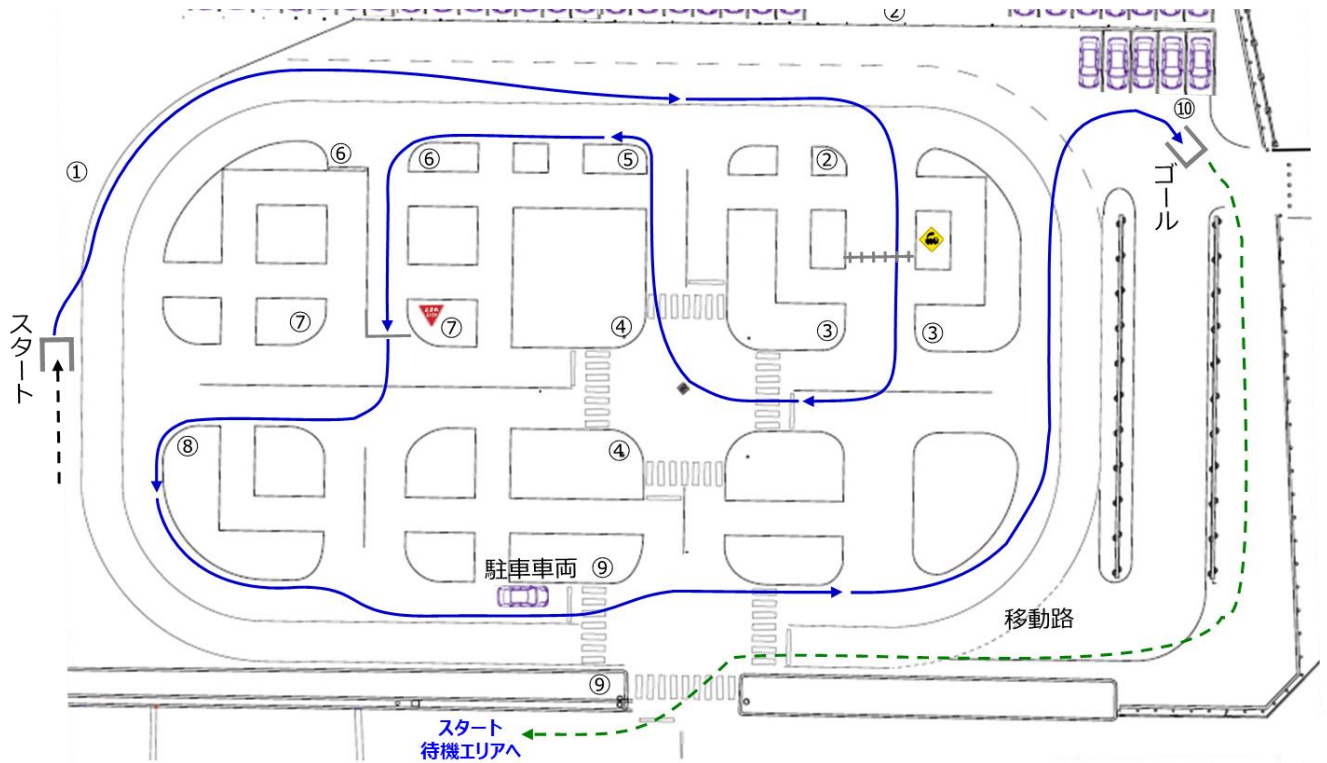 ②
⑩
①
⑥
⑥
⑤
②
ゴール
スタート
⑦
⑦
④
③
③
⑧
④
駐車車両
⑨
移動路
⑨
スタート
待機エリアへ